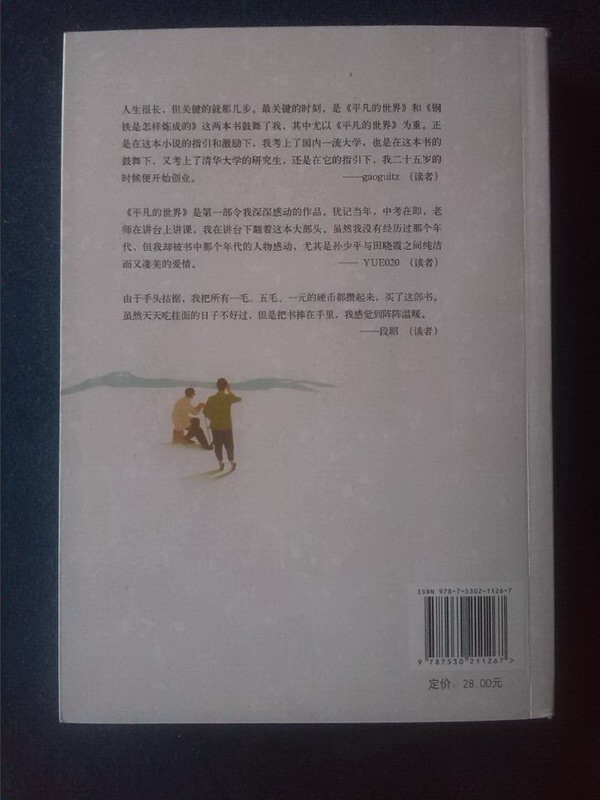 人生很长，但关键的就那几步。最关键的时刻，是《平凡的世界》和《钢
铁是怎样炼成的》这两本书鼓舞了我，其中尤以《平凡的世界》为重。正
是在这本小说的指引和激励下，我考上了国内一流大学，也是在这本书的
鼓舞下，又考上了清华大学的研究生，还是在它的指引下，我二十五岁的
时候便开始创业。 ——gaoguitz（读者）
《平凡的世界》是第一部令我深深感动的作品。犹记当年，中考在即，老
师在讲台上讲课，我在讲台下翻着这本大部头。虽然我没有经历过那个年
代，但我却被书中那个年代的人物感动，尤其是孙少平与田晓霞之间纯洁
而又凄美的爱情。 —— YUE020（读者）
由于手头拮据，我把所有一毛、五毛、一元的硬币都攒起来，买了这部书。
虽然天天吃挂面的日子不好过，但是把书捧在手里，我感觉到阵阵温暖。
——段昭（读者）
ISBN 978-7-5302-1126-7
9 787530 211267>
定价：28.00元